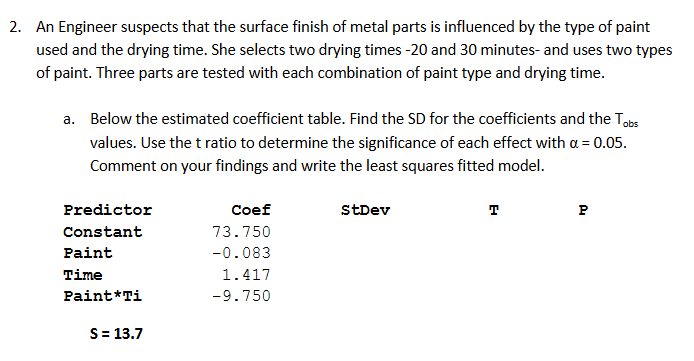 2. An Engineer suspects that the surface finish of metal parts is influenced by the type of paint
used and the drying time. She selects two drying times -20 and 30 minutes- and uses two types
of paint. Three parts are tested with each combination of paint type and drying time.
a. Below the estimated coefficient table. Find the SD for the coefficients and the Tobs
values. Use the t ratio to determine the significance of each effect with α = 0.05.
Comment on your findings and write the least squares fitted model.
Predictor Coef StDev T P
Constant 73.750
Paint -0.083
Time 1.417
Paint*Ti -9.750
S = 13.7